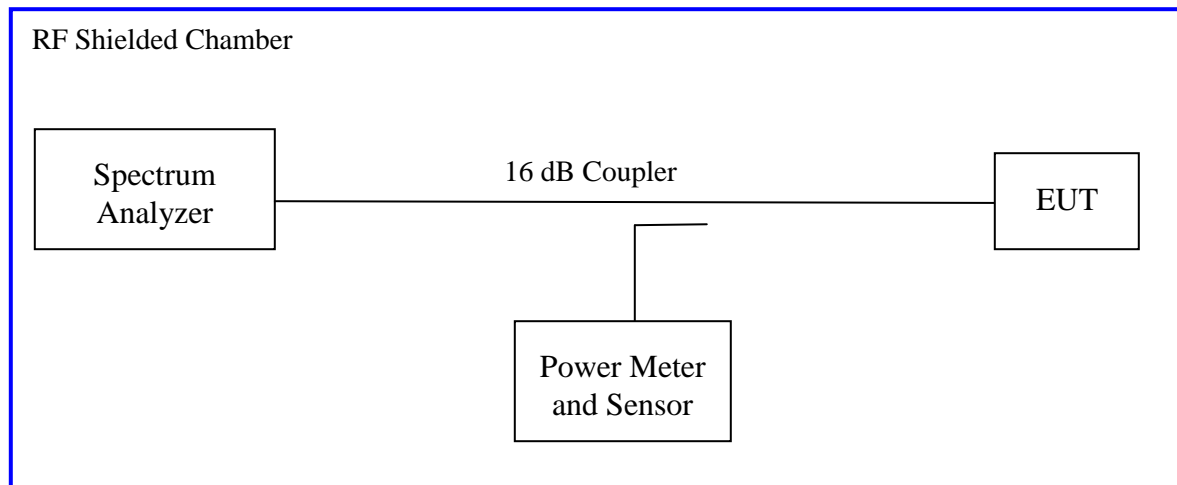 RF Shielded Chamber
Spectrum
Analyzer
16 dB Coupler
EUT
Power Meter
and Sensor